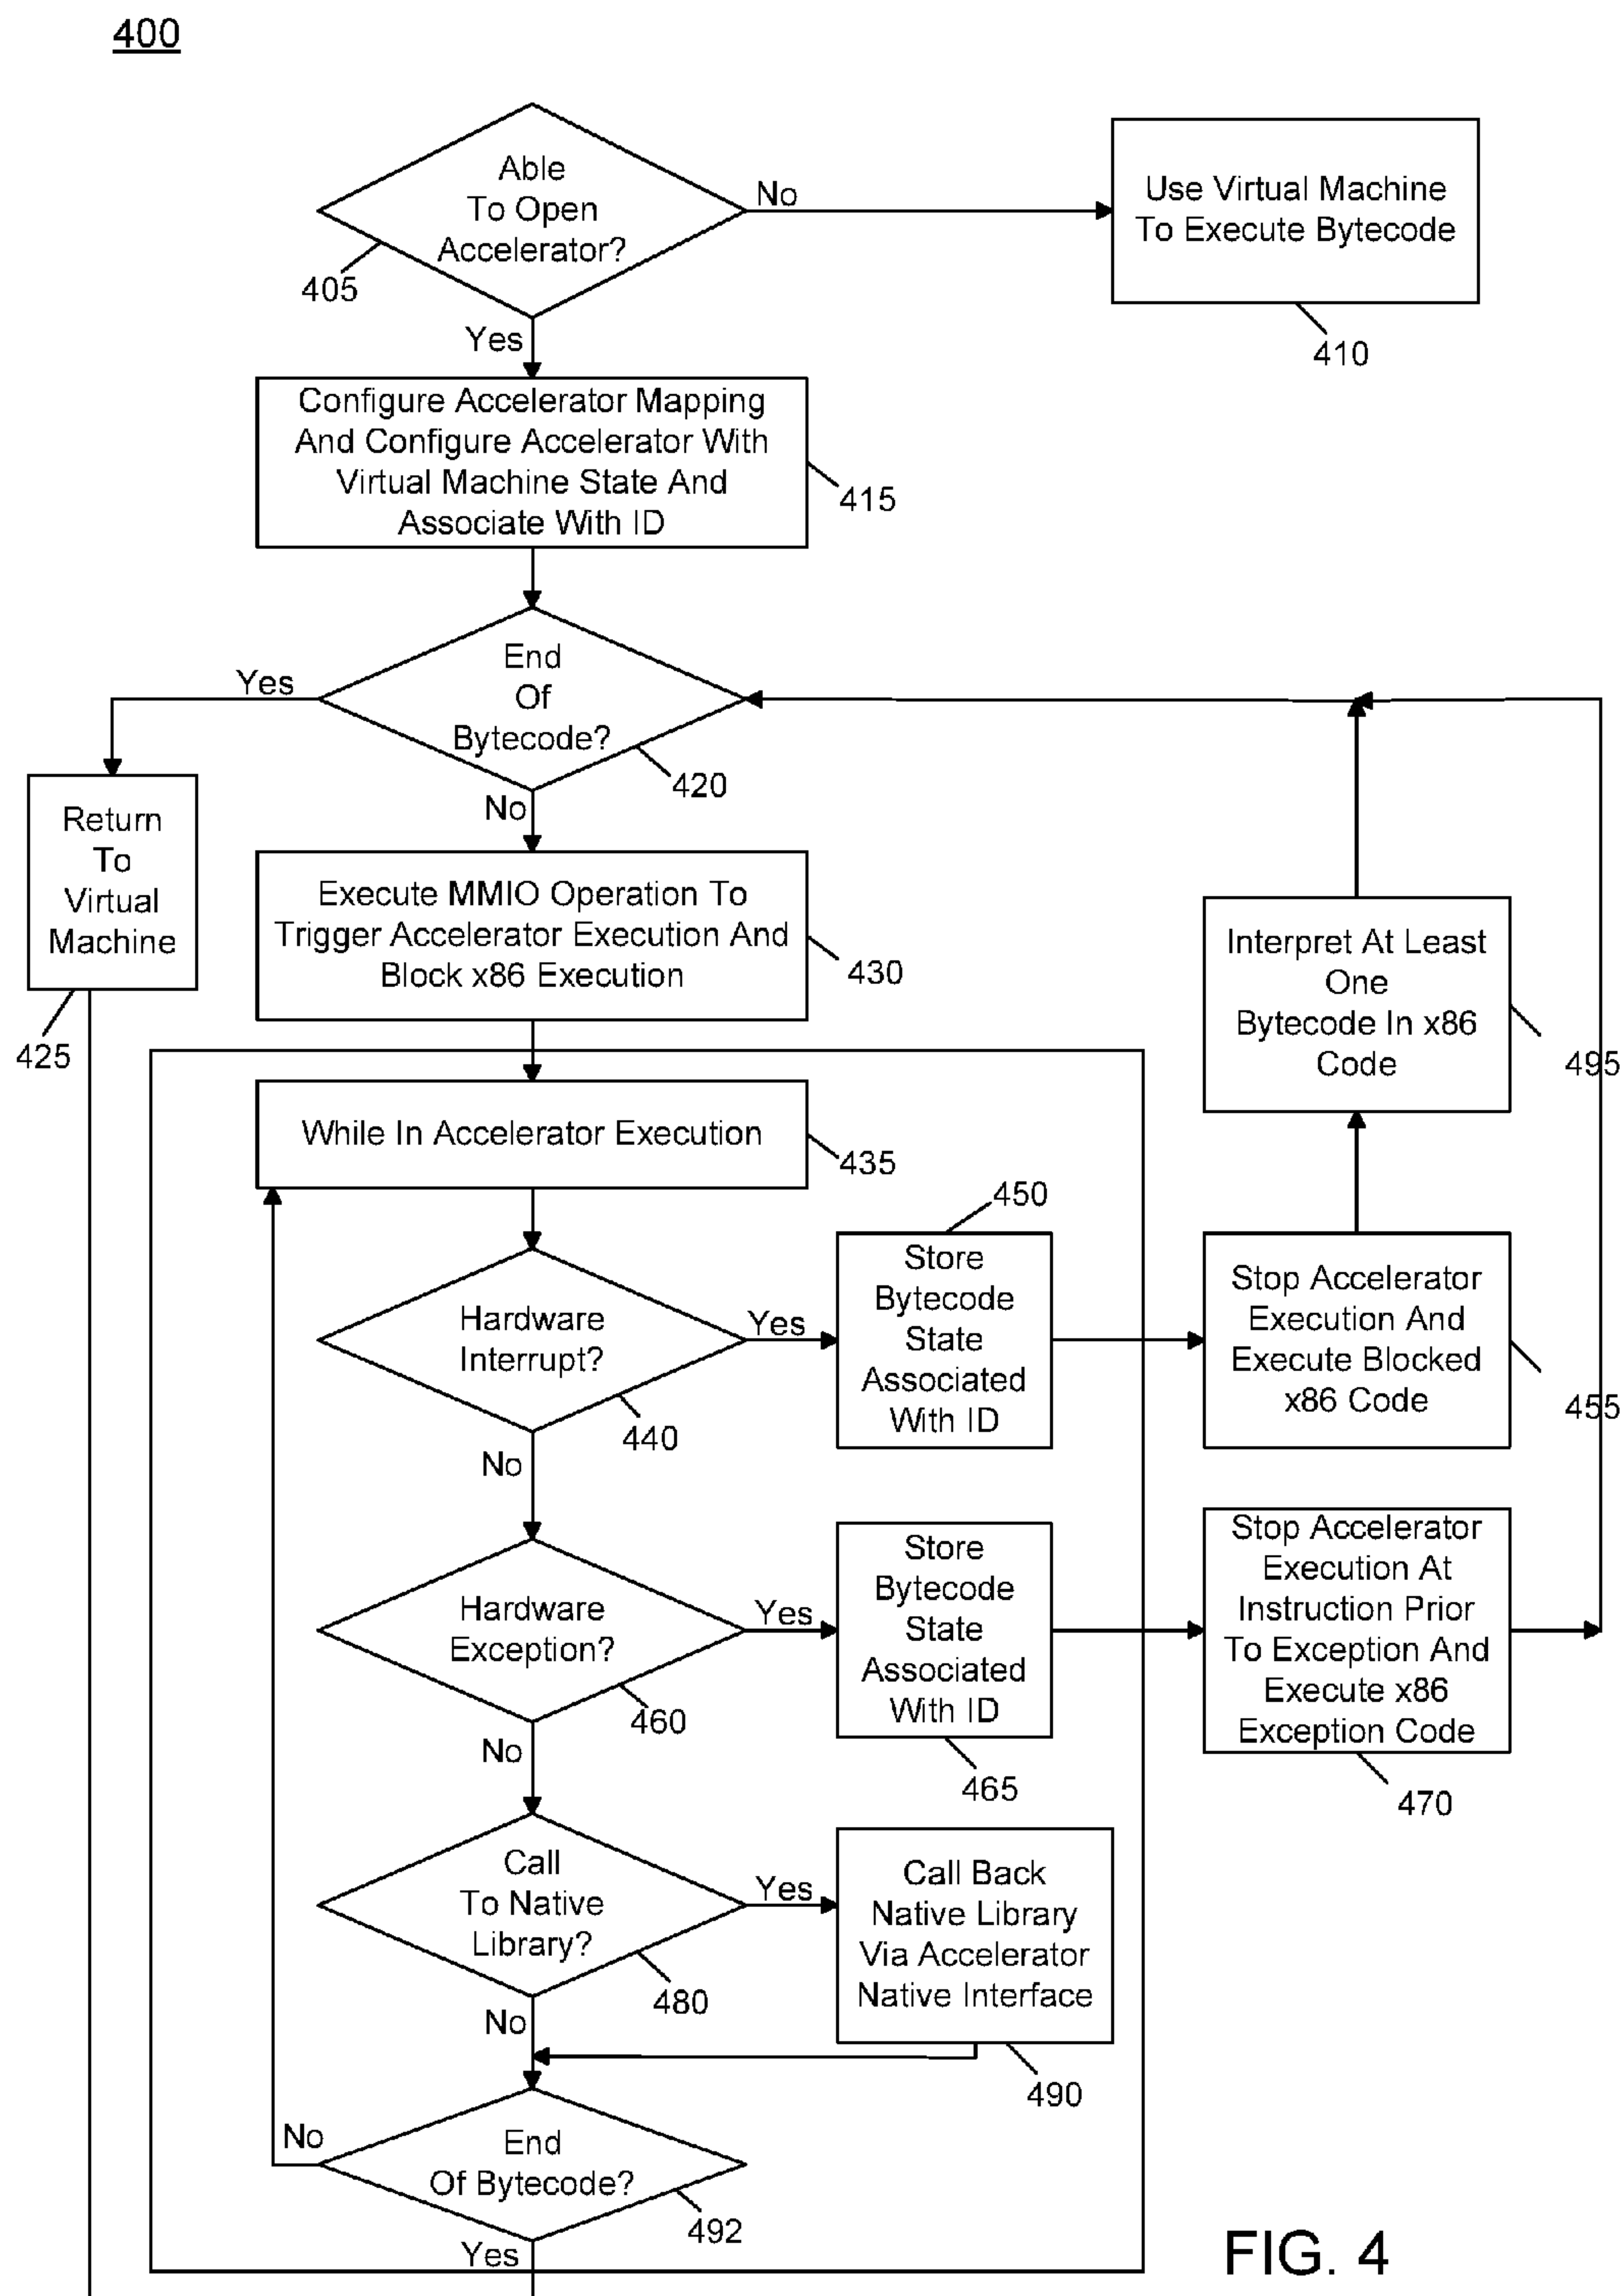 400
Able
To Open
Accelerator?
405
No
Yes
Use Virtual Machine
To Execute Bytecode
410
Configure Accelerator Mapping
And Configure Accelerator With
Virtual Machine State And
Associate With ID
415
End
Of
Bytecode?
420
Yes
No
Return
To
Virtual
Machine
425
Execute MMIO Operation To
Trigger Accelerator Execution And
Block x86 Execution
430
Interpret At Least
One
Bytecode In x86
Code
495
While In Accelerator Execution
435
Hardware
Interrupt?
440
Yes
No
450
Store
Bytecode
State
Associated
With ID
Stop Accelerator
Execution And
Execute Blocked
x86 Code
455
Hardware
Exception?
460
Yes
No
Store
Bytecode
State
Associated
With ID
465
Stop Accelerator
Execution At
Instruction Prior
To Exception And
Execute x86
Exception Code
470
Call
To Native
Library?
480
Yes
No
Call Back
Native Library
Via Accelerator
Native Interface
490
End
Of Bytecode?
492
No
Yes
FIG. 4